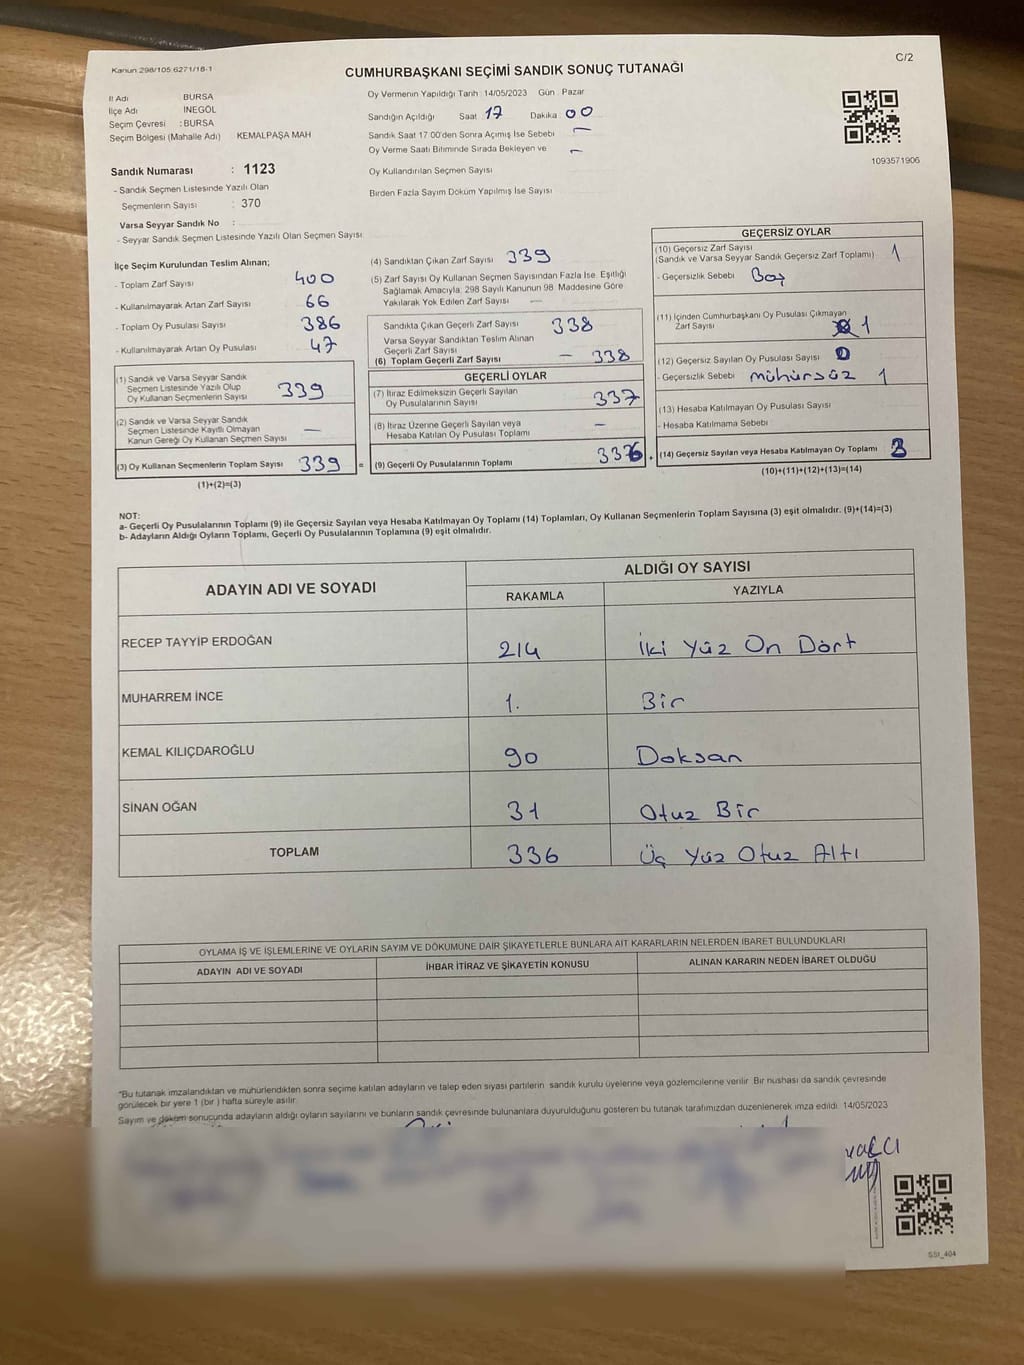 Kanun 298/105 6271/18-1
C/2
CUMHURBAŞKANI SEÇİMİ SANDIK SONUÇ TUTANAĞI
İl Adı BURSA
İlçe Adı İNEGÖL
Seçim Çevresi : BURSA
Seçim Bölgesi (Mahalle Adı) KEMALPAŞA MAH
Oy Vermenin Yapıldığı Tarih 14/05/2023 Gün Pazar
Sandığın Açıldığı Saat 17 Dakika 00
Sandık Saat 17.00'den Sonra Açımış İse Sebebi —
Oy Verme Saati Bitiminde Sırada Bekleyen ve —
Oy Kullandırılan Seçmen Sayısı
Birden Fazla Sayım Döküm Yapılmış İse Sayısı
1093571906
Sandık Numarası : 1123
- Sandık Seçmen Listesinde Yazılı Olan
Seçmenlerin Sayısı : 370
Varsa Seyyar Sandık No :
- Seyyar Sandık Seçmen Listesinde Yazılı Olan Seçmen Sayısı
İlçe Seçim Kurulundan Teslim Alınan;
- Toplam Zarf Sayısı 400
- Kullanılmayarak Artan Zarf Sayısı 66
- Toplam Oy Pusulası Sayısı 386
- Kullanılmayarak Artan Oy Pusulası 47
(1) Sandık ve Varsa Seyyar Sandık
Seçmen Listesinde Yazılı Olup
Oy Kullanan Seçmenlerin Sayısı 339
(2) Sandık ve Varsa Seyyar Sandık
Seçmen Listesinde Kayıtlı Olmayan
Kanun Gereği Oy Kullanan Seçmen Sayısı —
(3) Oy Kullanan Seçmenlerin Toplam Sayısı 339 =
(1)+(2)=(3)
(4) Sandıktan Çıkan Zarf Sayısı 339
(5) Zarf Sayısı Oy Kullanan Seçmen Sayısından Fazla İse, Eşitliği
Sağlamak Amacıyla; 298 Sayılı Kanunun 98. Maddesine Göre
Yakılarak Yok Edilen Zarf Sayısı —
Sandıkta Çıkan Geçerli Zarf Sayısı 338
Varsa Seyyar Sandıktan Teslim Alınan
Geçerli Zarf Sayısı —
(6) Toplam Geçerli Zarf Sayısı 338
GEÇERLİ OYLAR
(7) İtiraz Edilmeksizin Geçerli Sayılan
Oy Pusulalarının Sayısı 337
(8) İtiraz Üzerine Geçerli Sayılan veya
Hesaba Katılan Oy Pusulası Toplamı —
(9) Geçerli Oy Pusulalarının Toplamı 336
GEÇERSİZ OYLAR
(10) Geçersiz Zarf Sayısı
(Sandık ve Varsa Seyyar Sandık Geçersiz Zarf Toplamı) 1
- Geçersizlik Sebebi Boş
(11) İçinden Cumhurbaşkanı Oy Pusulası Çıkmayan
Zarf Sayısı 1
(12) Geçersiz Sayılan Oy Pusulası Sayısı
- Geçersizlik Sebebi mühürsüz 1
(13) Hesaba Katılmayan Oy Pusulası Sayısı
- Hesaba Katılmama Sebebi
(14) Geçersiz Sayılan veya Hesaba Katılmayan Oy Toplamı 3
(10)+(11)+(12)+(13)=(14)
NOT:
a- Geçerli Oy Pusulalarının Toplamı (9) ile Geçersiz Sayılan veya Hesaba Katılmayan Oy Toplamı (14) Toplamları, Oy Kullanan Seçmenlerin Toplam Sayısına (3) eşit olmalıdır. (9)+(14)=(3)
b- Adayların Aldığı Oyların Toplamı, Geçerli Oy Pusulalarının Toplamına (9) eşit olmalıdır.
ADAYIN ADI VE SOYADI
ALDIĞI OY SAYISI
RAKAMLA YAZIYLA
RECEP TAYYİP ERDOĞAN 214 İki Yüz On Dört
MUHARREM İNCE 1. Bir
KEMAL KILIÇDAROĞLU 90 Doksan
SİNAN OĞAN 31 Otuz Bir
TOPLAM 336 Üç Yüz Otuz Altı
OYLAMA İŞ VE İŞLEMLERİNE VE OYLARIN SAYIM VE DÖKÜMÜNE DAİR ŞİKAYETLERLE BUNLARA AİT KARARLARIN NELERDEN İBARET BULUNDUKLARI
ADAYIN ADI VE SOYADI İHBAR İTİRAZ VE ŞİKAYETİN KONUSU ALINAN KARARIN NEDEN İBARET OLDUĞU
*Bu tutanak imzalandıktan ve mühürlendikten sonra seçime katılan adayların ve talep eden siyasi partilerin sandık kurulu üyelerine veya gözlemcilerine verilir. Bir nushası da sandık çevresinde
görülecek bir yere 1 (bir ) hafta süreyle asılır.
Sayım ve döküm sonucunda adayların aldığı oyların sayılarını ve bunların sandık çevresinde bulunanlara duyurulduğunu gösteren bu tutanak tarafımızdan düzenlenerek imza edildi. 14/05/2023
SSI_404